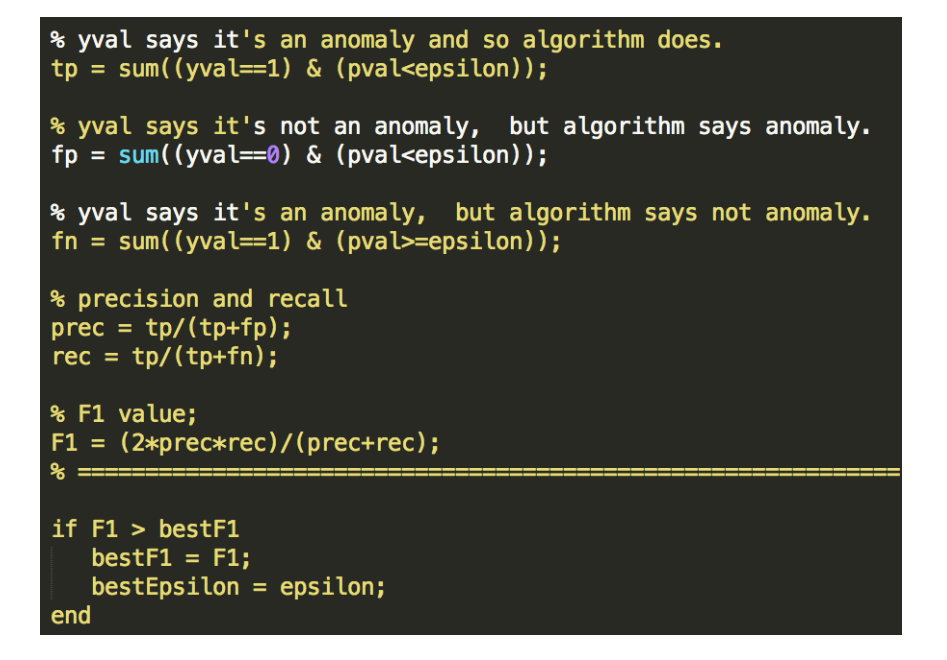 % yval says it's an anomaly and so algorithm does.
tp = sum((yval==1) & (pval<epsilon));
% yval says it's not an anomaly,  but algorithm says anomaly.
fp = sum((yval==0) & (pval<epsilon));
% yval says it's an anomaly,  but algorithm says not anomaly.
fn = sum((yval==1) & (pval>=epsilon));
% precision and recall
prec = tp/(tp+fp);
rec = tp/(tp+fn);
% F1 value;
F1 = (2*prec*rec)/(prec+rec);
% =============================================================
if F1 > bestF1
   bestF1 = F1;
   bestEpsilon = epsilon;
end